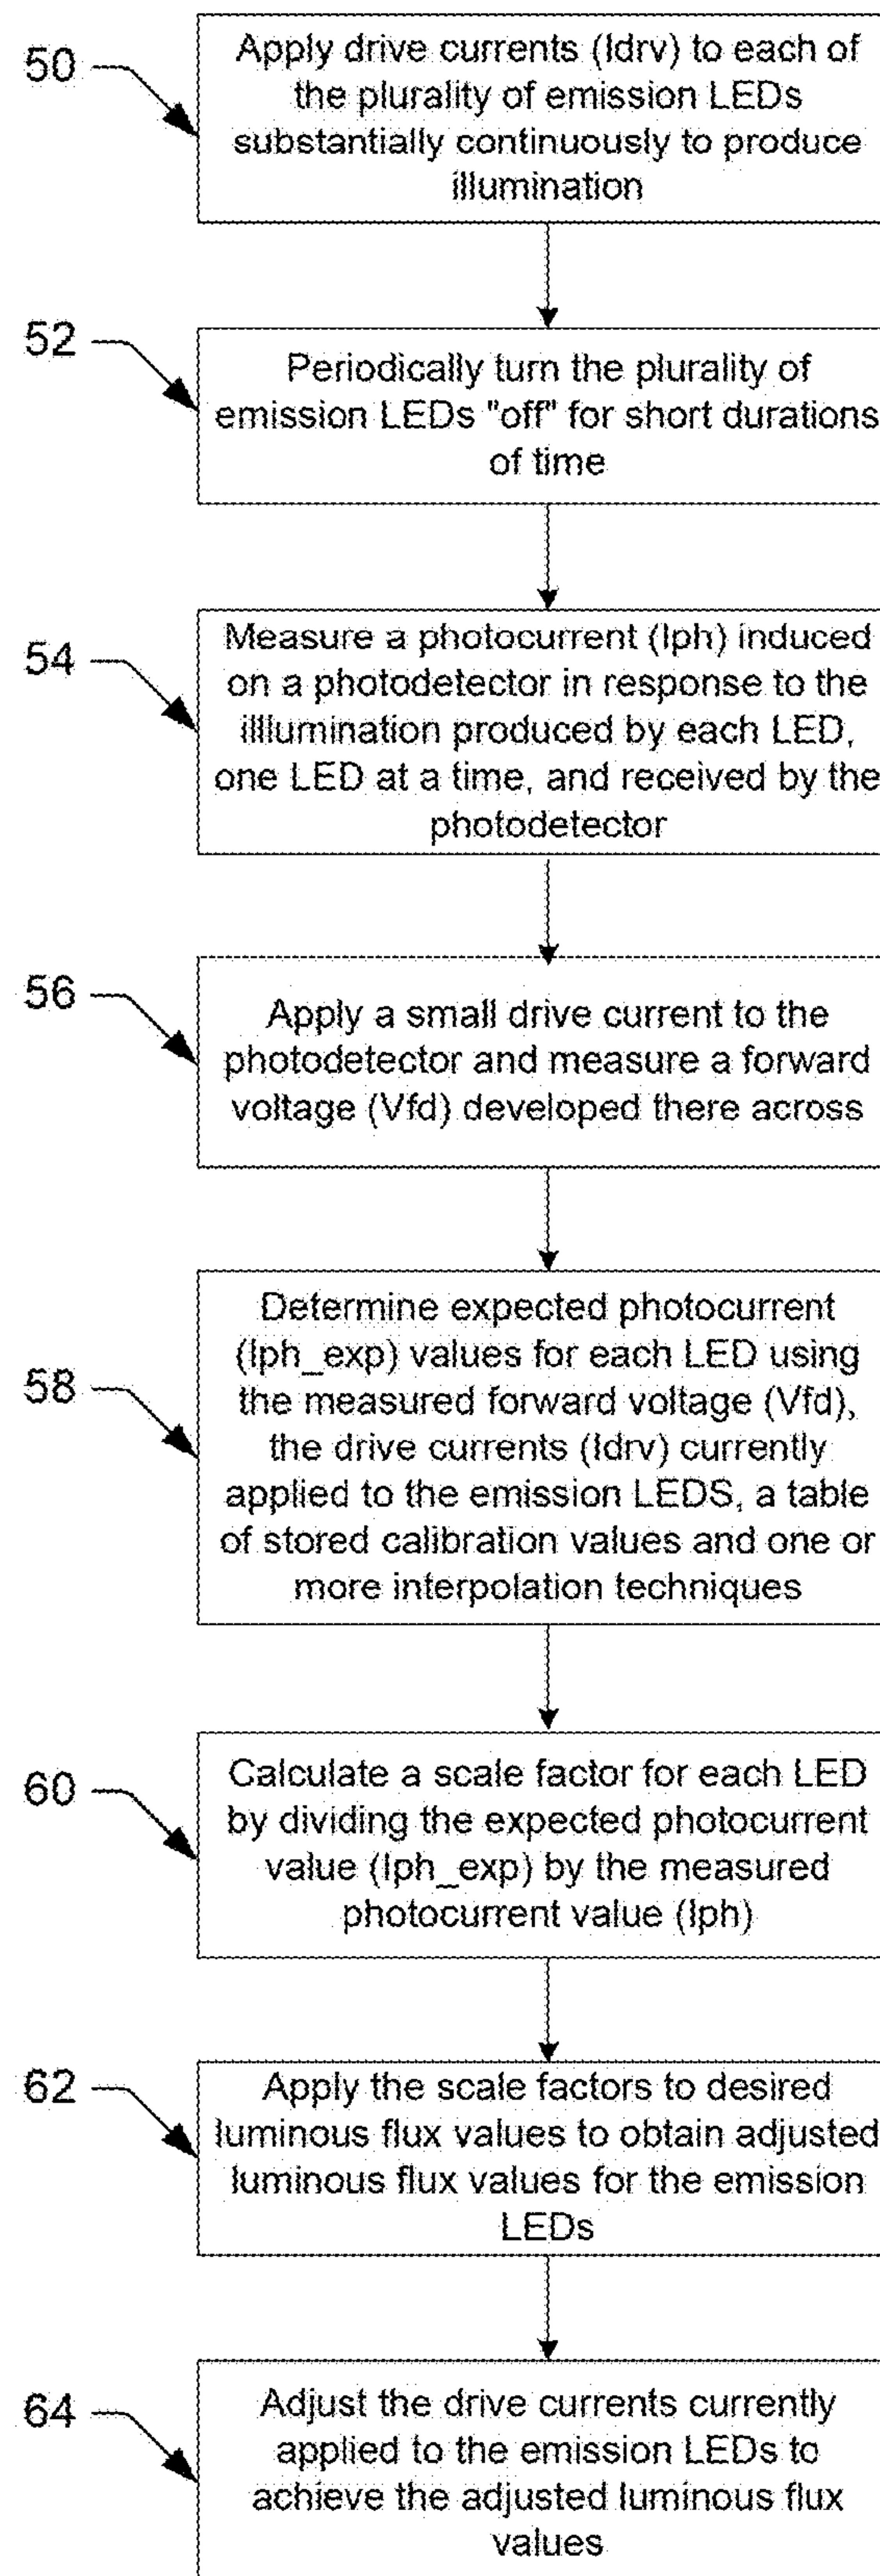 50
Apply drive currents (Idrv) to each of
the plurality of emission LEDs
substantially continuously to produce
illumination
52
Periodically turn the plurality of
emission LEDs "off" for short durations
of time
54
Measure a photocurrent (Iph) induced
on a photodetector in response to the
illlumination produced by each LED,
one LED at a time, and received by the
photodetector
56
Apply a small drive current to the
photodetector and measure a forward
voltage (Vfd) developed there across
58
Determine expected photocurrent
(Iph_exp) values for each LED using
the measured forward voltage (Vfd),
the drive currents (Idrv) currently
applied to the emission LEDS, a table
of stored calibration values and one or
more interpolation techniques
60
Calculate a scale factor for each LED
by dividing the expected photocurrent
value (Iph_exp) by the measured
photocurrent value (Iph)
62
Apply the scale factors to desired
luminous flux values to obtain adjusted
luminous flux values for the emission
LEDs
64
Adjust the drive currents currently
applied to the emission LEDs to
achieve the adjusted luminous flux
values